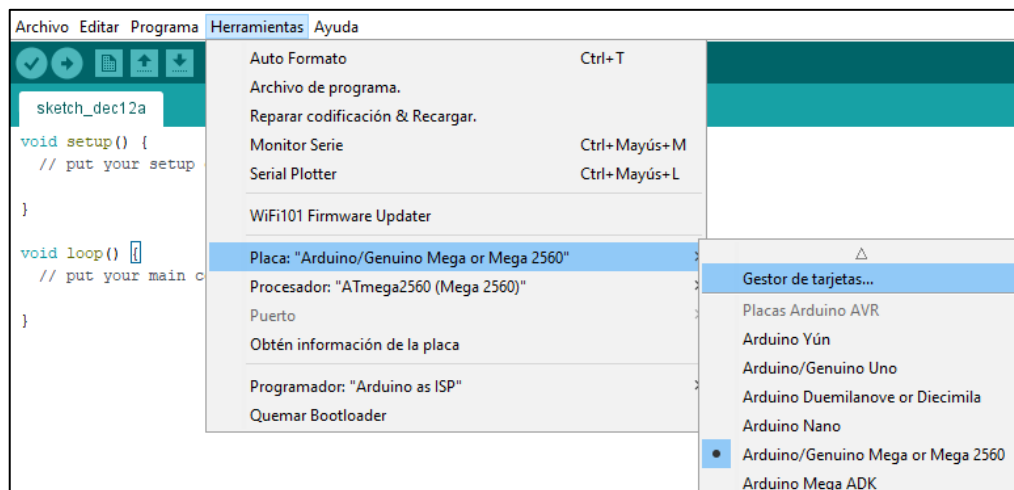 Archivo Editar Programa Herramientas Ayuda
sketch_dec12a
void setup() {
// put your setup
}
void loop() {
// put your main c
}
Auto Formato Ctrl+T
Archivo de programa.
Reparar codificación & Recargar.
Monitor Serie Ctrl+Mayús+M
Serial Plotter Ctrl+Mayús+L
WiFi101 Firmware Updater
Placa: "Arduino/Genuino Mega or Mega 2560"
Procesador: "ATmega2560 (Mega 2560)"
Puerto
Obtén información de la placa
Programador: "Arduino as ISP"
Quemar Bootloader
Gestor de tarjetas...
Placas Arduino AVR
Arduino Yún
Arduino/Genuino Uno
Arduino Duemilanove or Diecimila
Arduino Nano
Arduino/Genuino Mega or Mega 2560
Arduino Mega ADK